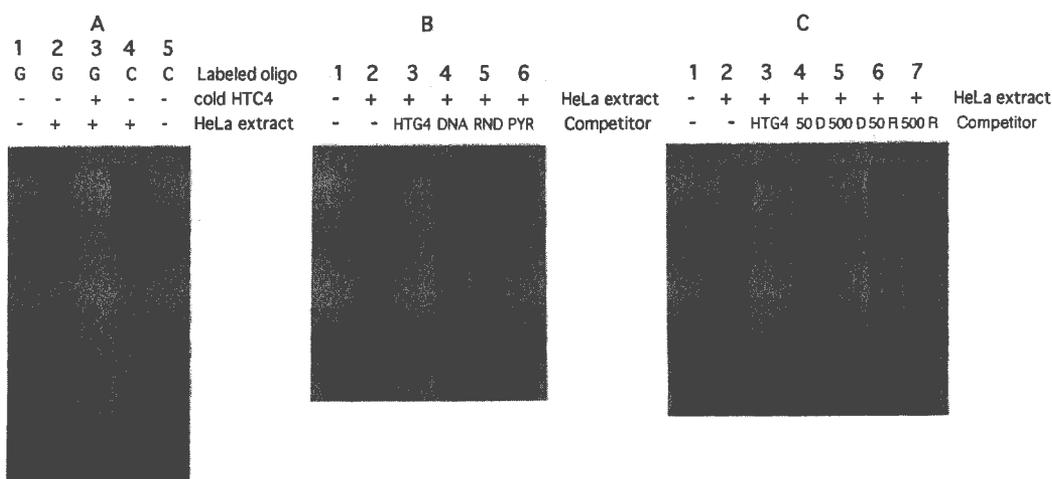 A
1 2 3 4 5
G G G C C Labeled oligo
- - + - - cold HTC4
- + + + - HeLa extract
B
1 2 3 4 5 6
- + + + + + HeLa extract
- - HTG4 DNA RND PYR Competitor
C
1 2 3 4 5 6 7
- + + + + + + HeLa extract
- - HTG4 50 D 500 D 50 R 500 R Competitor